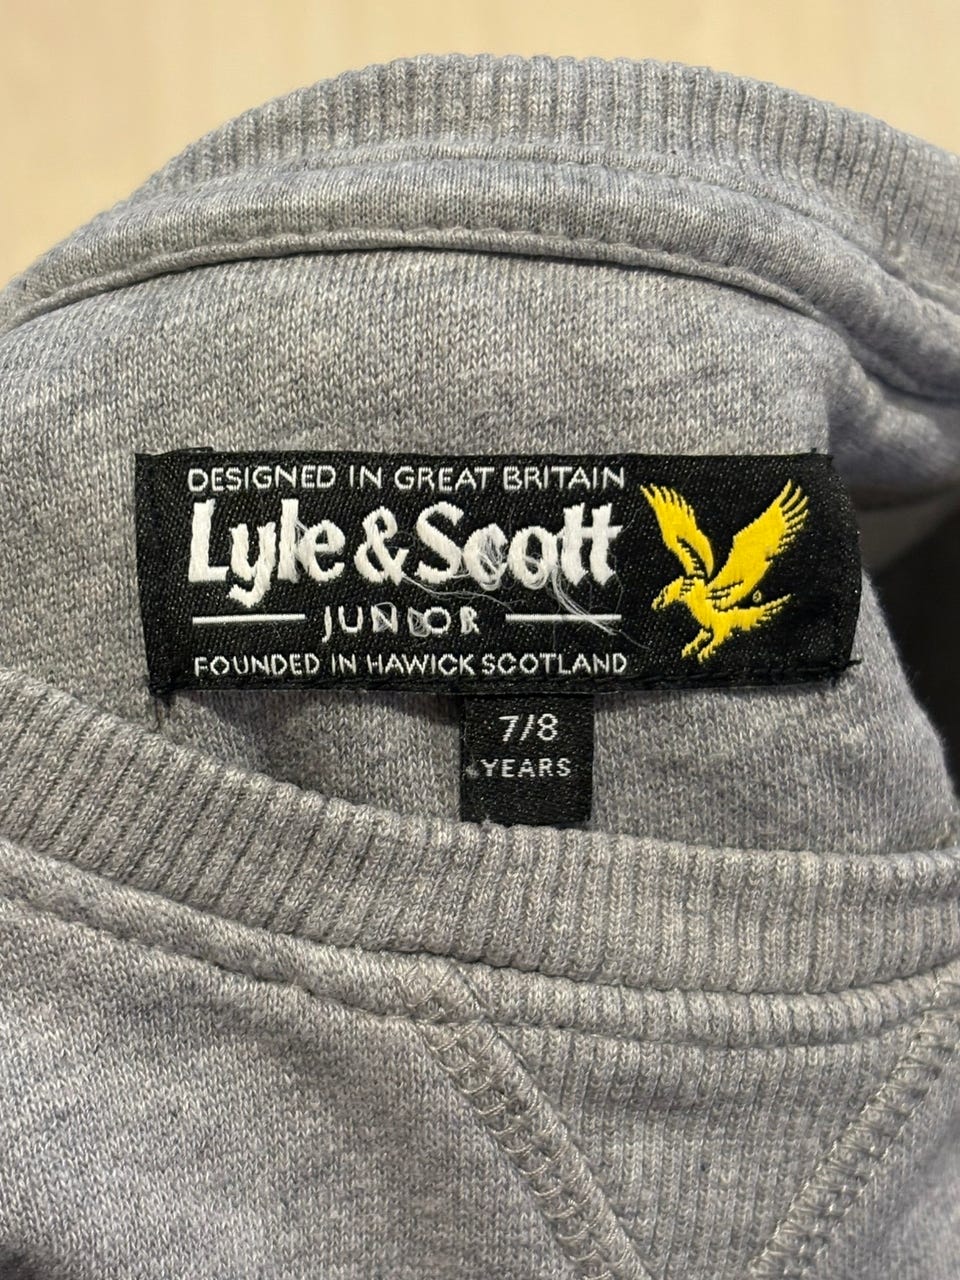 DESIGNED IN GREAT BRITAIN
Lyle & Scott
JUNIOR
FOUNDED IN HAWICK SCOTLAND
7/8
YEARS